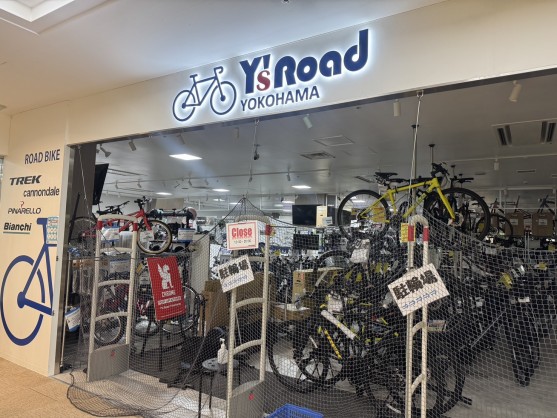 Y'sRoad
YOKOHAMA
ROAD BIKE
TREK
cannondale
PINARELLO
Bianchi
Close
駐輪場
駐輪場